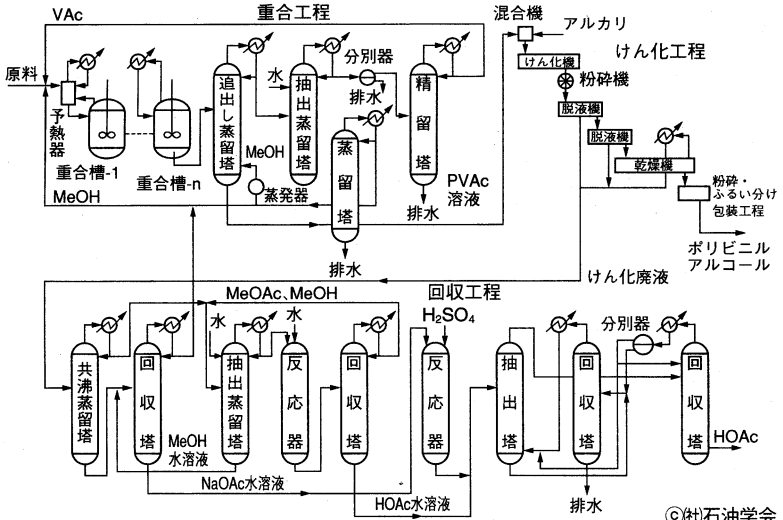 VAc
重合工程
混合機
アルカリ
けん化工程
原料
予熱器
重合槽-1
重合槽-n
追出し蒸留塔
水
抽出蒸留塔
分別器
排水
精留塔
けん化機
粉砕機
脱液機
脱液機
乾燥機
MeOH
蒸発器
蒸留塔
PVAc
溶液
MeOH
排水
排水
粉砕・
ふるい分け
包装工程
ポリビニル
アルコール
けん化廃液
MeOAc、MeOH
回収工程
水
水
H₂SO₄
分別器
共沸蒸留塔
回収塔
抽出蒸留塔
反応器
回収塔
反応器
抽出塔
回収塔
回収塔
MeOH
水溶液
NaOAc水溶液
HOAc水溶液
HOAc
排水
©(社)石油学会